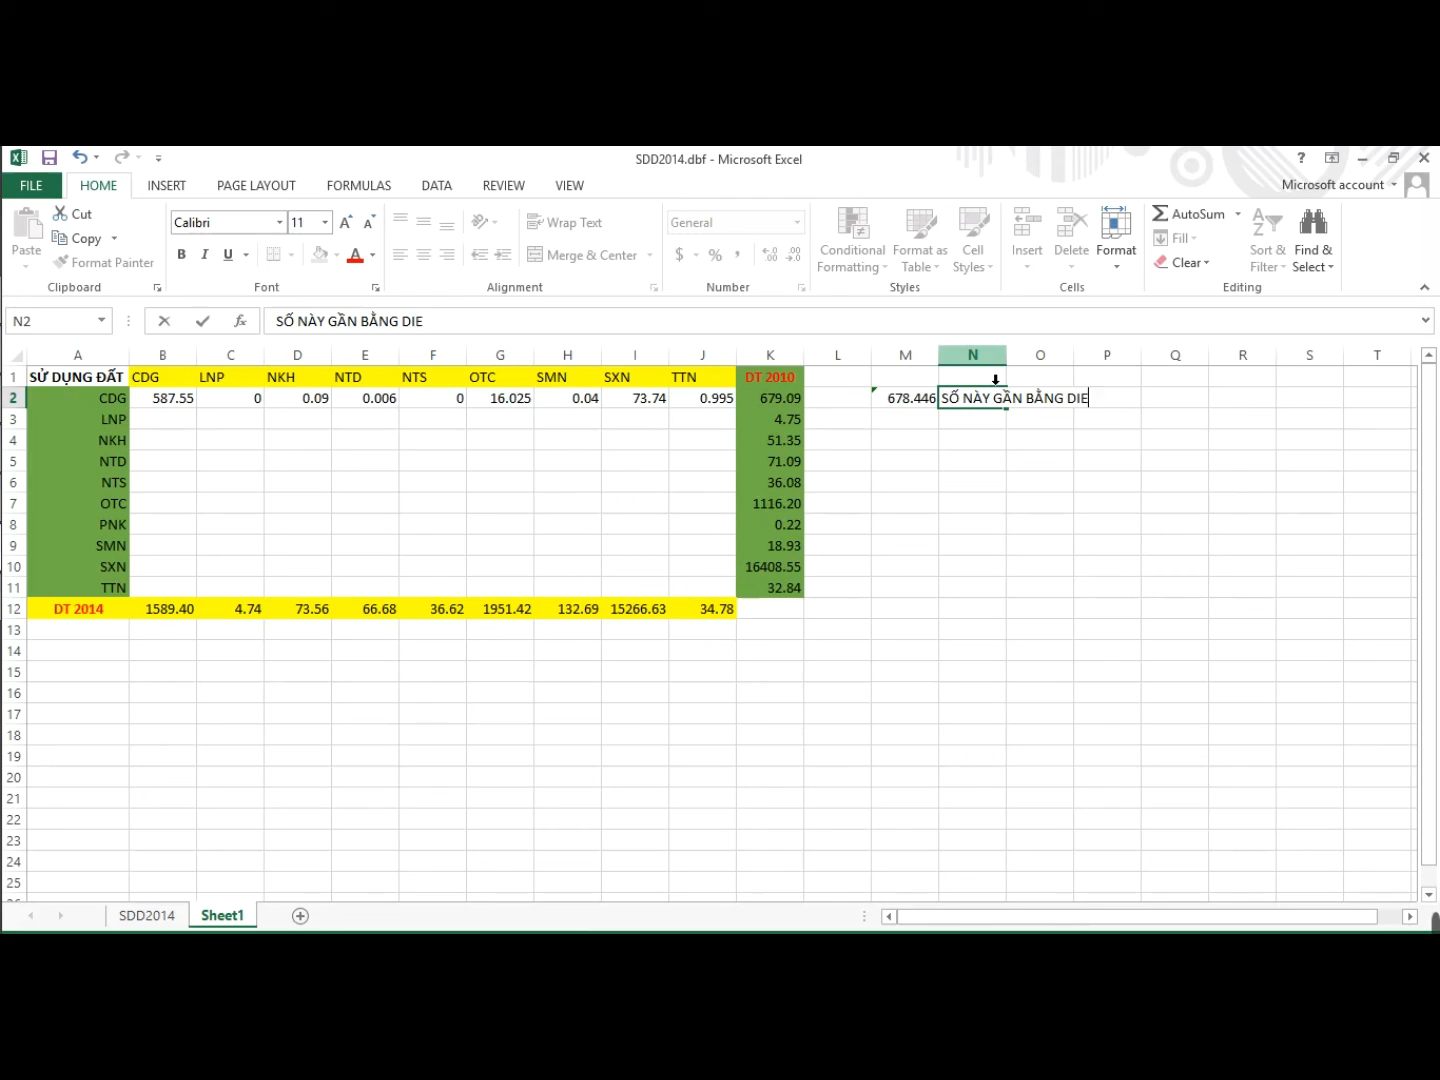 SDD2014.dbf - Microsoft Excel
?
FILE HOME INSERT PAGE LAYOUT FORMULAS DATA REVIEW VIEW Microsoft account
Paste
Cut
Copy
Format Painter
Clipboard
Calibri 11
B I U
Font
Wrap Text
Merge & Center
Alignment
General
$ % ,
Number
Conditional Formatting
Format as Table
Cell Styles
Styles
Insert Delete Format
Cells
AutoSum
Fill
Clear
Sort & Filter
Find & Select
Editing
N2 fx SỐ NÀY GẦN BẰNG DIE
A B C D E F G H I J K L M N O P Q R S T
1 SỬ DỤNG ĐẤT CDG LNP NKH NTD NTS OTC SMN SXN TTN DT 2010
2 CDG 587.55 0 0.09 0.006 0 16.025 0.04 73.74 0.995 679.09 678.446 SỐ NÀY GẦN BẰNG DIE
3 LNP 4.75
4 NKH 51.35
5 NTD 71.09
6 NTS 36.08
7 OTC 1116.20
8 PNK 0.22
9 SMN 18.93
10 SXN 16408.55
11 TTN 32.84
12 DT 2014 1589.40 4.74 73.56 66.68 36.62 1951.42 132.69 15266.63 34.78
13
14
15
16
17
18
19
20
21
22
23
24
25
SDD2014 Sheet1